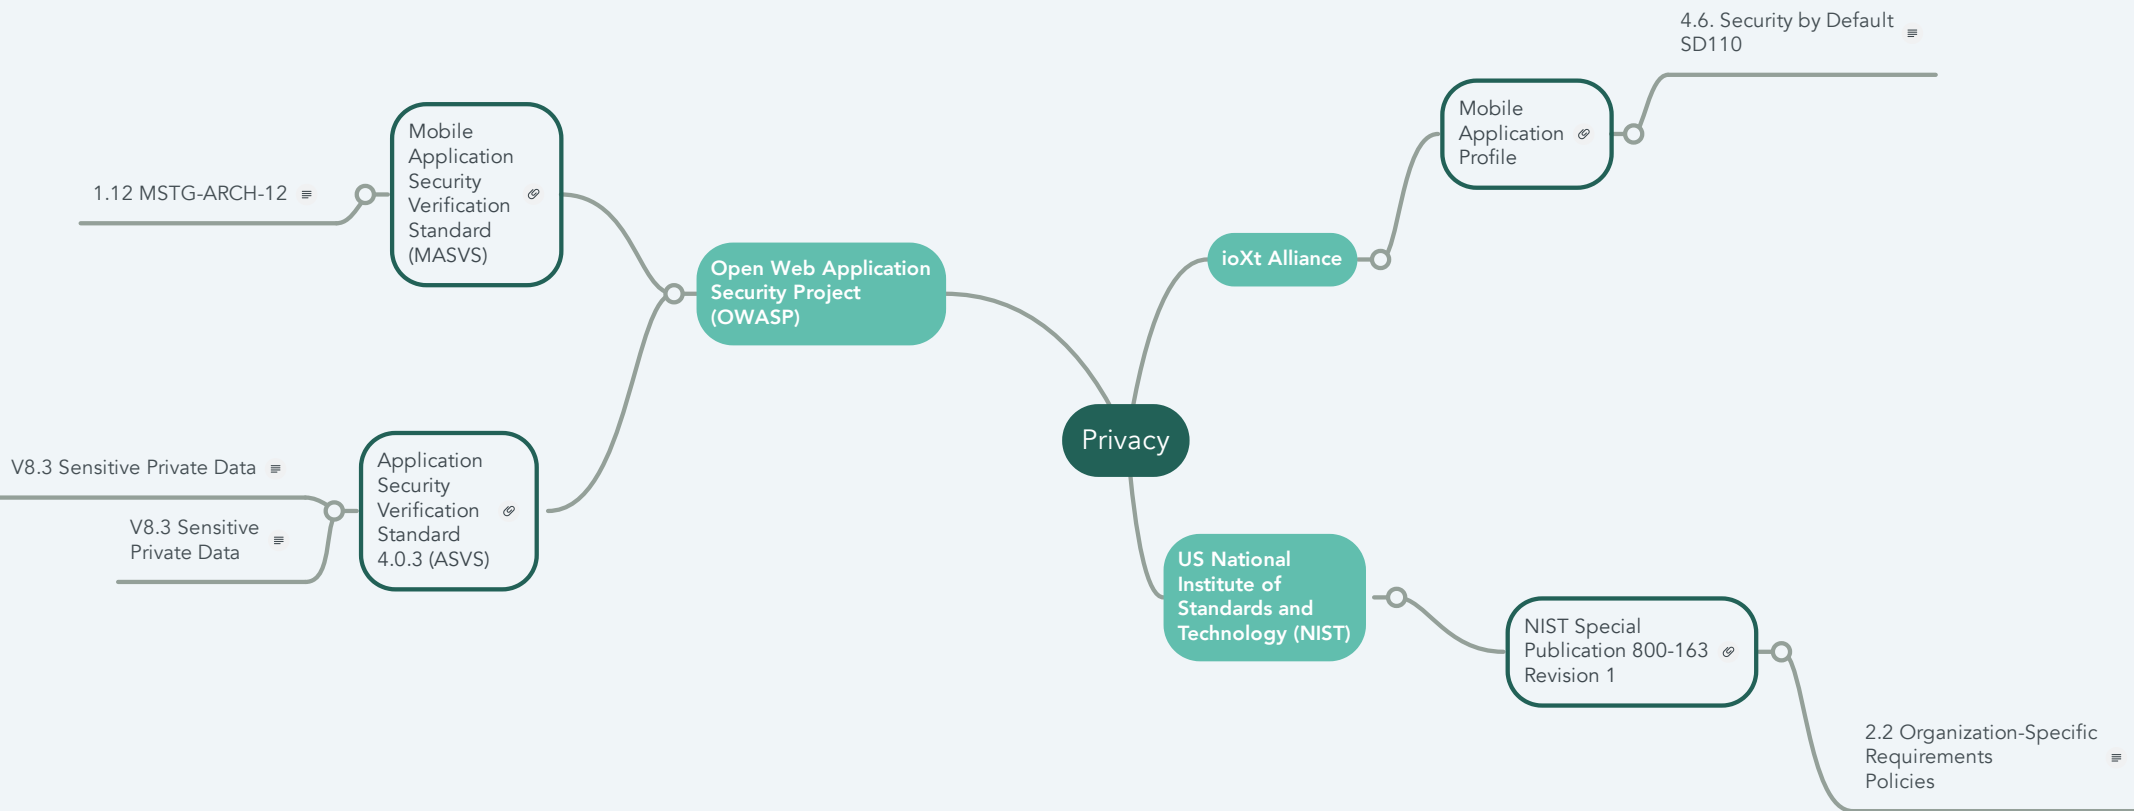 4.6. Security by Default
SD110
Mobile
Application
Profile
Mobile
Application
Security
Verification
Standard
(MASVS)
1.12 MSTG-ARCH-12
ioXt Alliance
Open Web Application
Security Project
(OWASP)
Privacy
V8.3 Sensitive Private Data
V8.3 Sensitive
Private Data
Application
Security
Verification
Standard
4.0.3 (ASVS)
US National
Institute of
Standards and
Technology (NIST)
NIST Special
Publication 800-163
Revision 1
2.2 Organization-Specific
Requirements
Policies